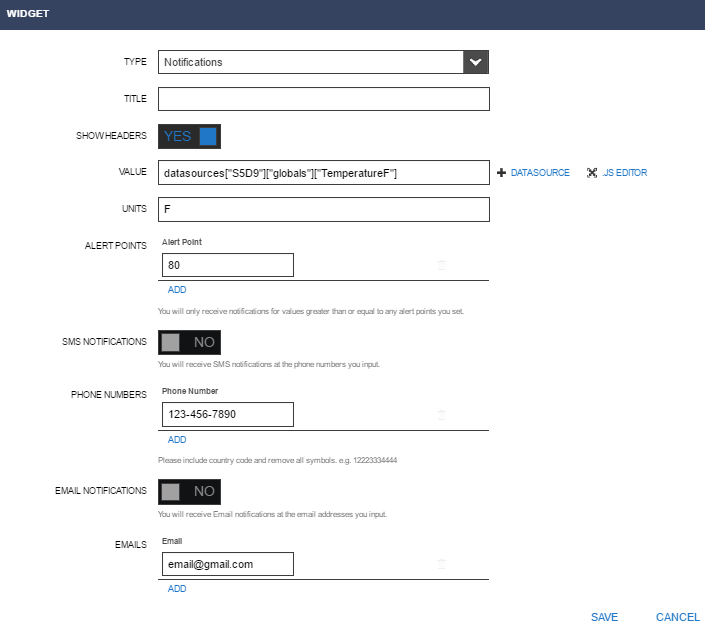 WIDGET
TYPE Notifications
TITLE
SHOW HEADERS YES
VALUE datasources["S5D9"]["globals"]["TemperatureF"] DATASOURCE .JS EDITOR
UNITS F
ALERT POINTS Alert Point
80
ADD
You will only receive notifications for values greater than or equal to any alert points you set.
SMS NOTIFICATIONS NO
You will receive SMS notifications at the phone numbers you input.
PHONE NUMBERS Phone Number
123-456-7890
ADD
Please include country code and remove all symbols. e.g. 12223334444
EMAIL NOTIFICATIONS NO
You will receive Email notifications at the email addresses you input.
EMAILS Email
email@gmail.com
ADD
SAVE CANCEL